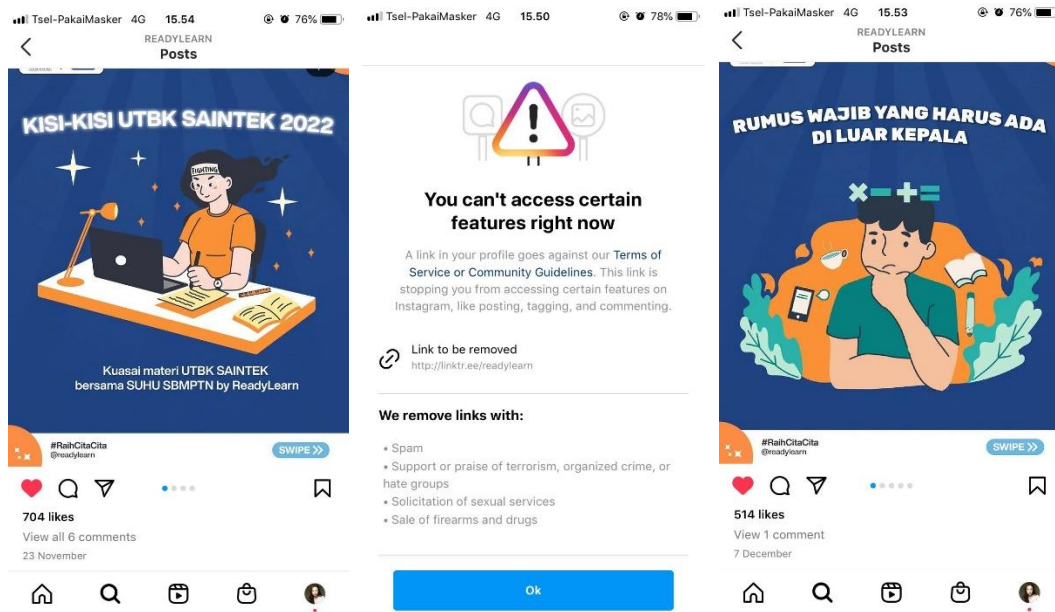 Tsel-PakaiMasker 4G 15.54 76%
READYLEARN
Posts
KISI-KISI UTBK SAINTEK 2022
FIGHTING
Kuasai materi UTBK SAINTEK
bersama SUHU SBMPTN by ReadyLearn
#RaihCitaCita
@readylearn
SWIPE >>
704 likes
View all 6 comments
23 November
Tsel-PakaiMasker 4G 15.50 78%
You can't access certain
features right now
A link in your profile goes against our Terms of
Service or Community Guidelines. This link is
stopping you from accessing certain features on
Instagram, like posting, tagging, and commenting.
Link to be removed
http://linktr.ee/readylearn
We remove links with:
• Spam
• Support or praise of terrorism, organized crime, or
hate groups
• Solicitation of sexual services
• Sale of firearms and drugs
Ok
Tsel-PakaiMasker 4G 15.53 76%
READYLEARN
Posts
RUMUS WAJIB YANG HARUS ADA
DI LUAR KEPALA
#RaihCitaCita
@readylearn
SWIPE >>
514 likes
View 1 comment
7 December